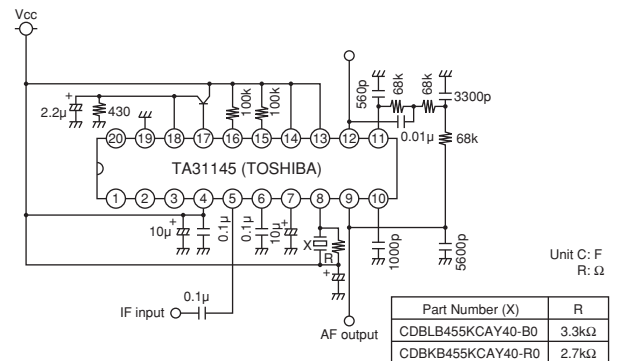 Vcc
+
2.2μ
430
100k
100k
560p
68k
68k
3300p
0.01μ
68k
20 19 18 17 16 15 14 13 12 11
TA31145 (TOSHIBA)
1 2 3 4 5 6 7 8 9 10
10μ
+
0.1μ
0.1μ
10μ
+
X
R
+
1000p
5600p
Unit C: F
R: Ω
0.1μ
IF input
AF output
Part Number (X) R
CDBLB455KCAY40-B0 3.3kΩ
CDBKB455KCAY40-R0 2.7kΩ